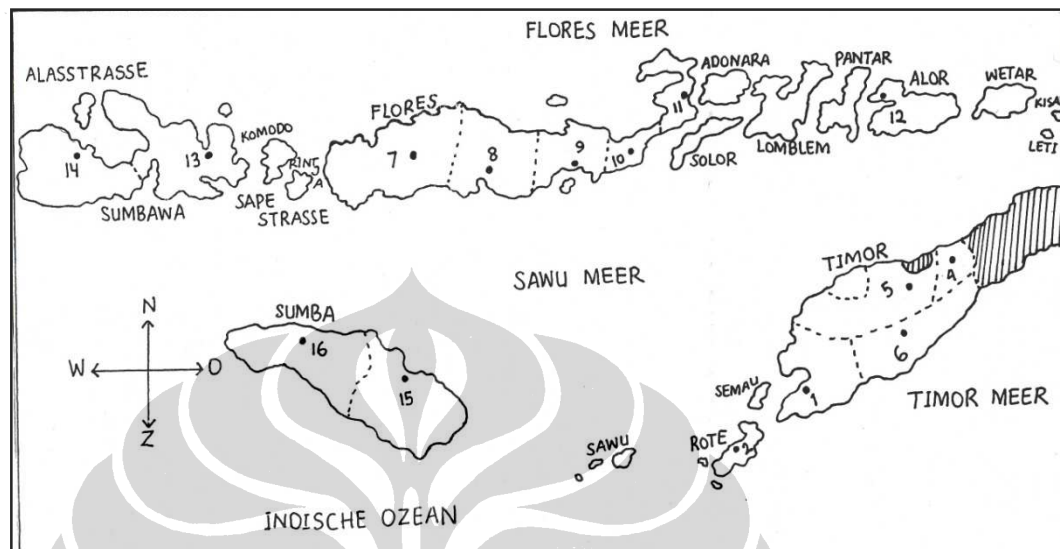 FLORES MEER
ALASSTRASSE
ADONARA
PANTAR
ALOR
WETAR
KISA
LETI
FLORES
KOMODO
RINTJA
11
12
14
13
7
8
9
10
SOLOR
LOMBLEM
SUMBAWA
SAPE
STRASSE
SAWU MEER
TIMOR
5
4
6
N
W
O
Z
SUMBA
16
15
SEMAU
1
TIMOR MEER
SAWU
ROTE
2
INDISCHE OZEAN